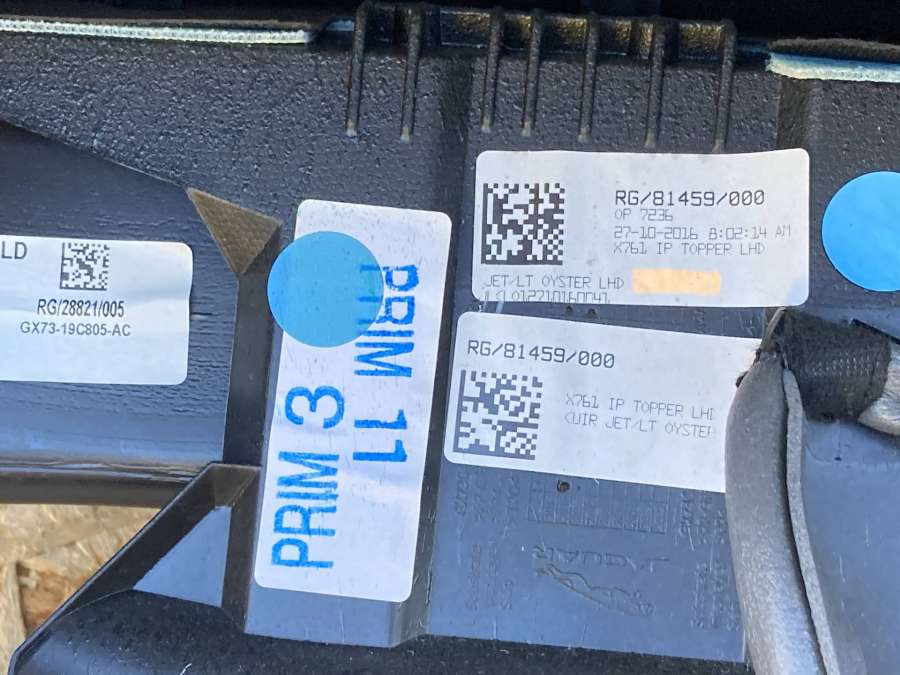 LD
RG/28821/005
GX73-19C805-AC
PRIM 3
PRIM 11
RG/81459/000
OP 7236
27-10-2016 8:02:14 AM
X761 IP TOPPER LHD
JET/LT OYSTER LHD
RG/81459/000
X761 IP TOPPER LHD
CUIR JET/LT OYSTER
JAGUAR